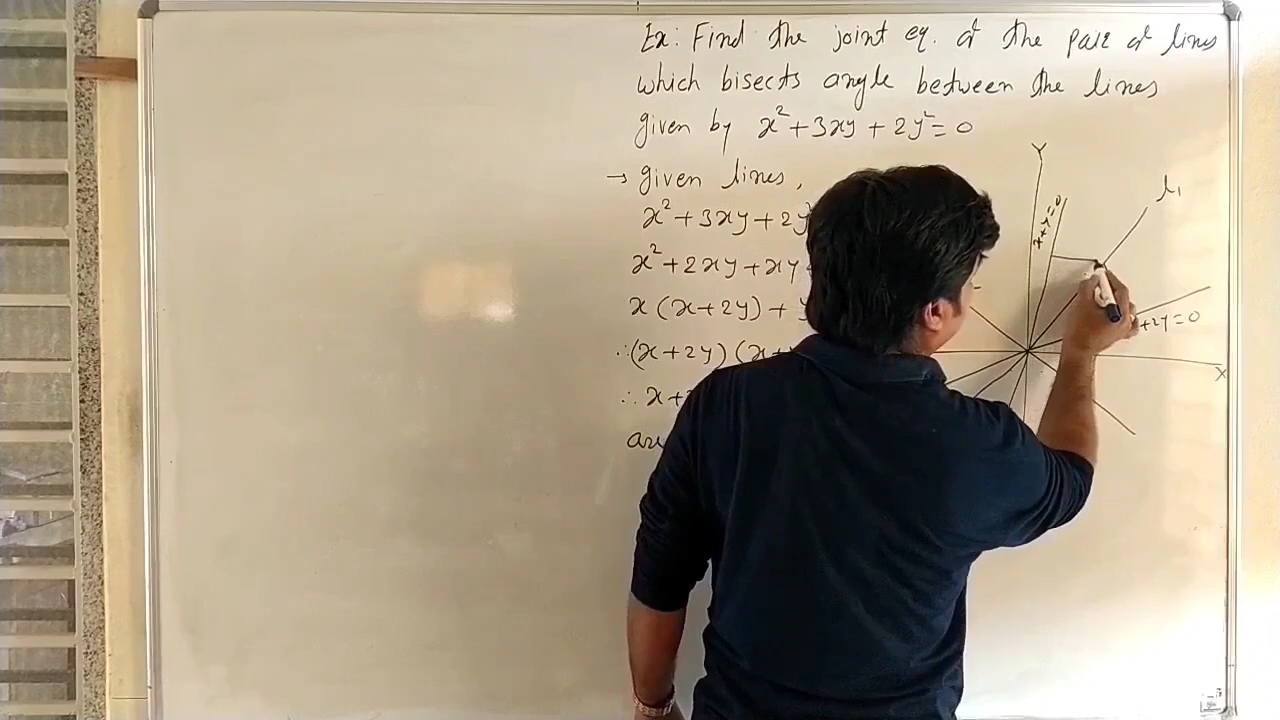 Ex: Find the joint eq. of the pair of lines
which bisects angle between the lines
given by x² + 3xy + 2y² = 0
→ given lines,
x² + 3xy + 2y
x² + 2xy + xy
x (x + 2y) +
∴ (x + 2y) (x +
∴ x +
Y
x+y=0
l₁
+2y=0
X